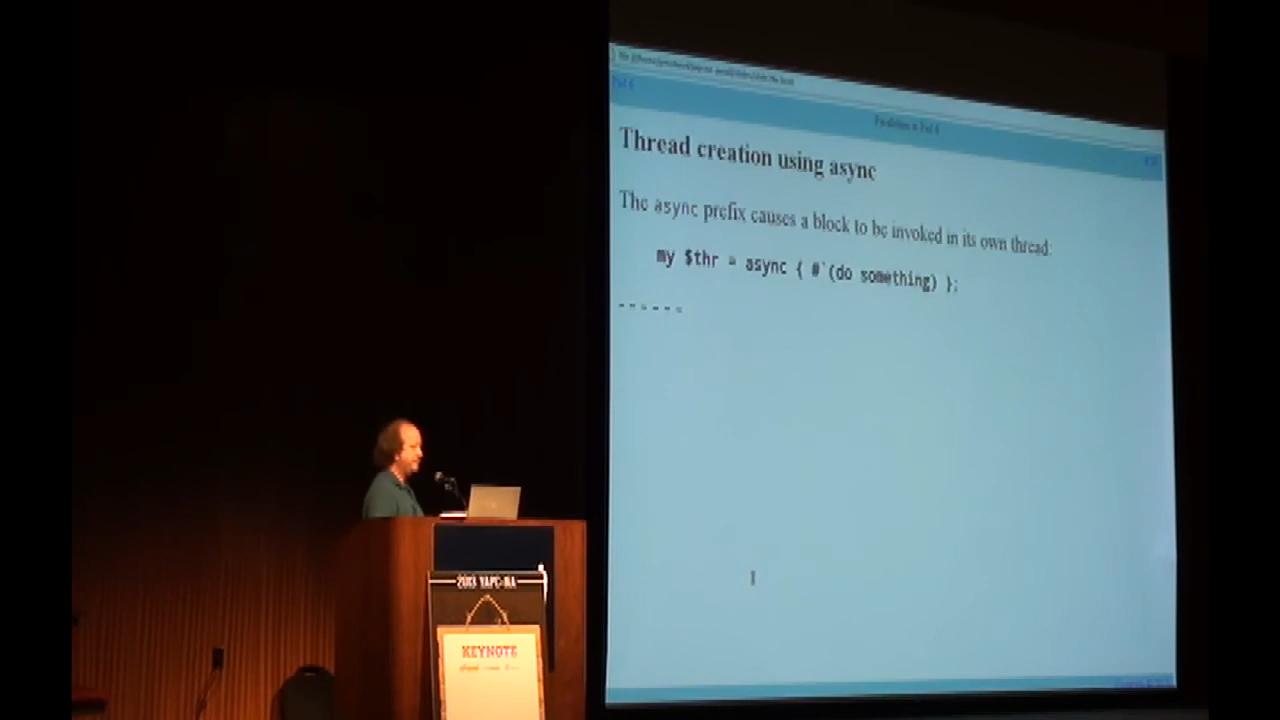 Thread creation using async
The async prefix causes a block to be invoked in its own thread:
my $thr = async { #`(do something) };
------
2013 YAPC::NA
KEYNOTE